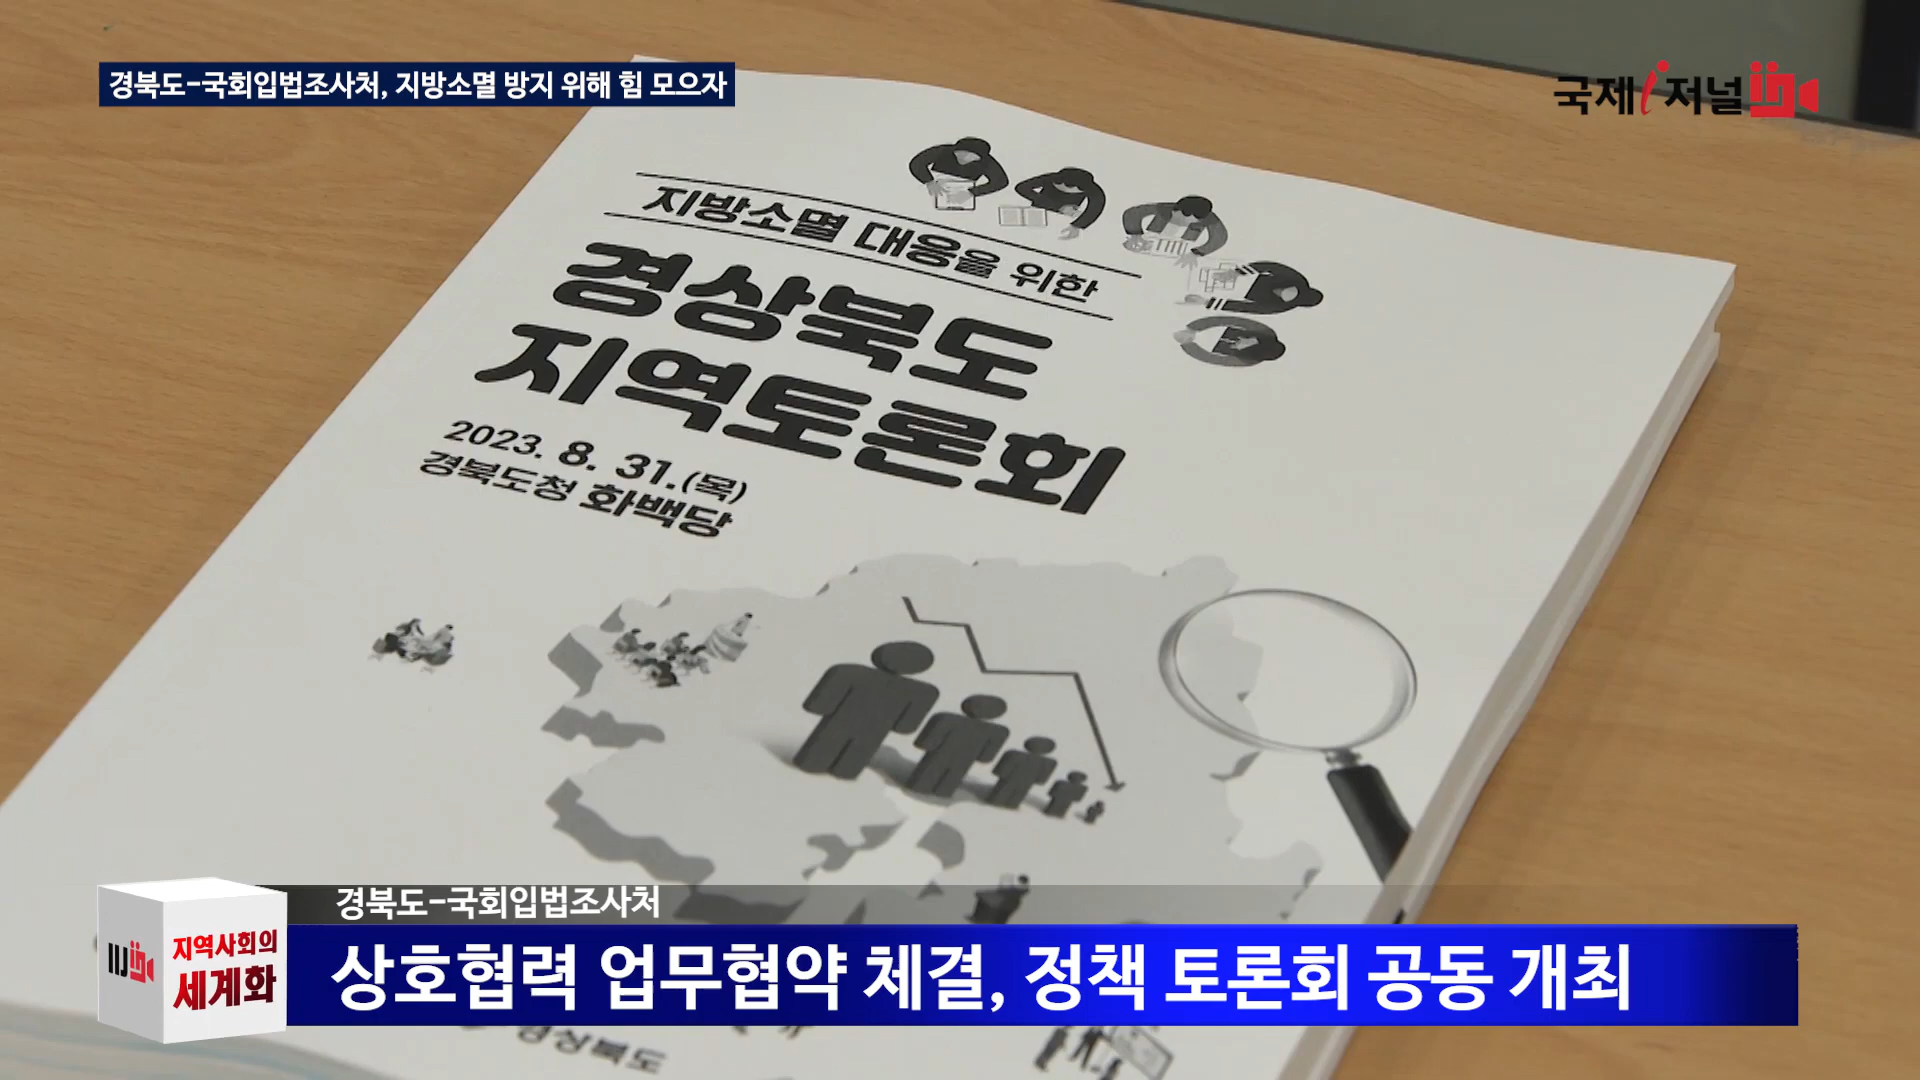 경북도-국회입법조사처, 지방소멸 방지 위해 힘 모으자
국제i저널
지방소멸 대응을 위한
경상북도
지역토론회
2023. 8. 31.(목)
경북도청 화백당
경북도-국회입법조사처
지역사회의
세계화
상호협력 업무협약 체결, 정책 토론회 공동 개최
경상북도